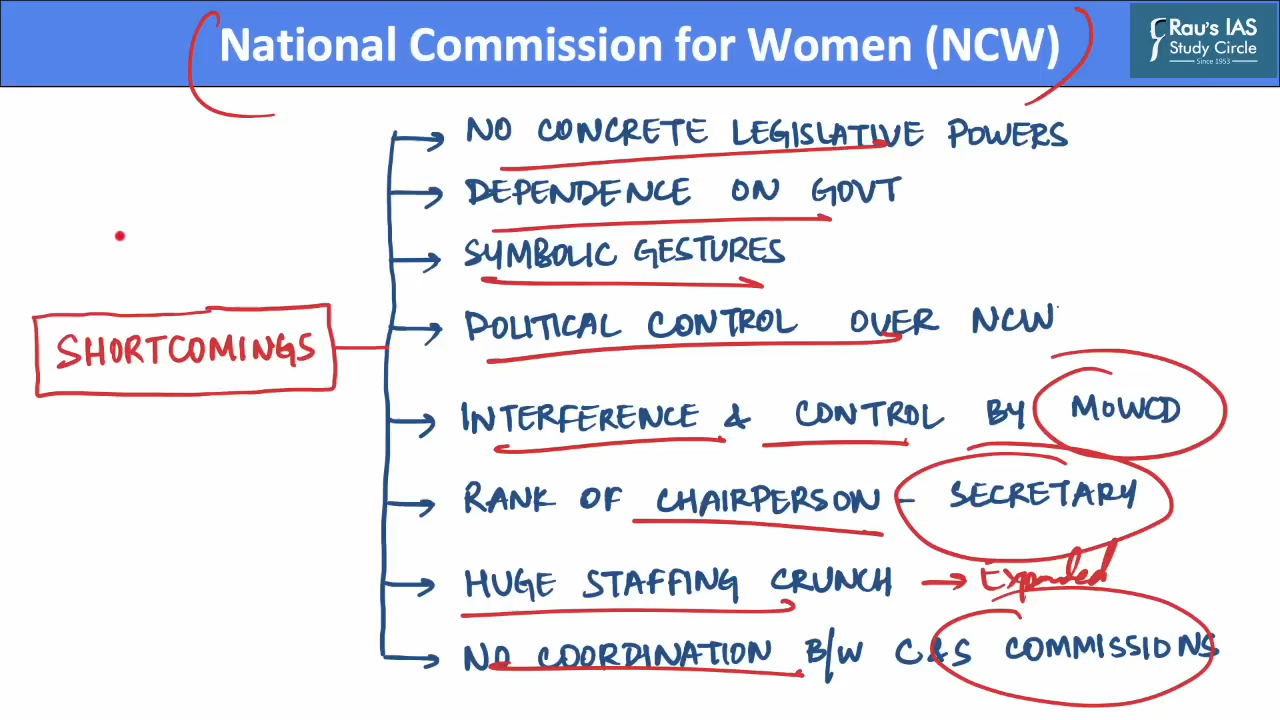 National Commission for Women (NCW)
Rau's IAS
Study Circle
Since 1953
NO CONCRETE LEGISLATIVE POWERS
DEPENDENCE ON GOVT
SYMBOLIC GESTURES
POLITICAL CONTROL OVER NCW
SHORTCOMINGS
INTERFERENCE & CONTROL BY MOWCD
RANK OF CHAIRPERSON - SECRETARY
HUGE STAFFING CRUNCH → Expanded
NO COORDINATION B/W C&S COMMISSIONS